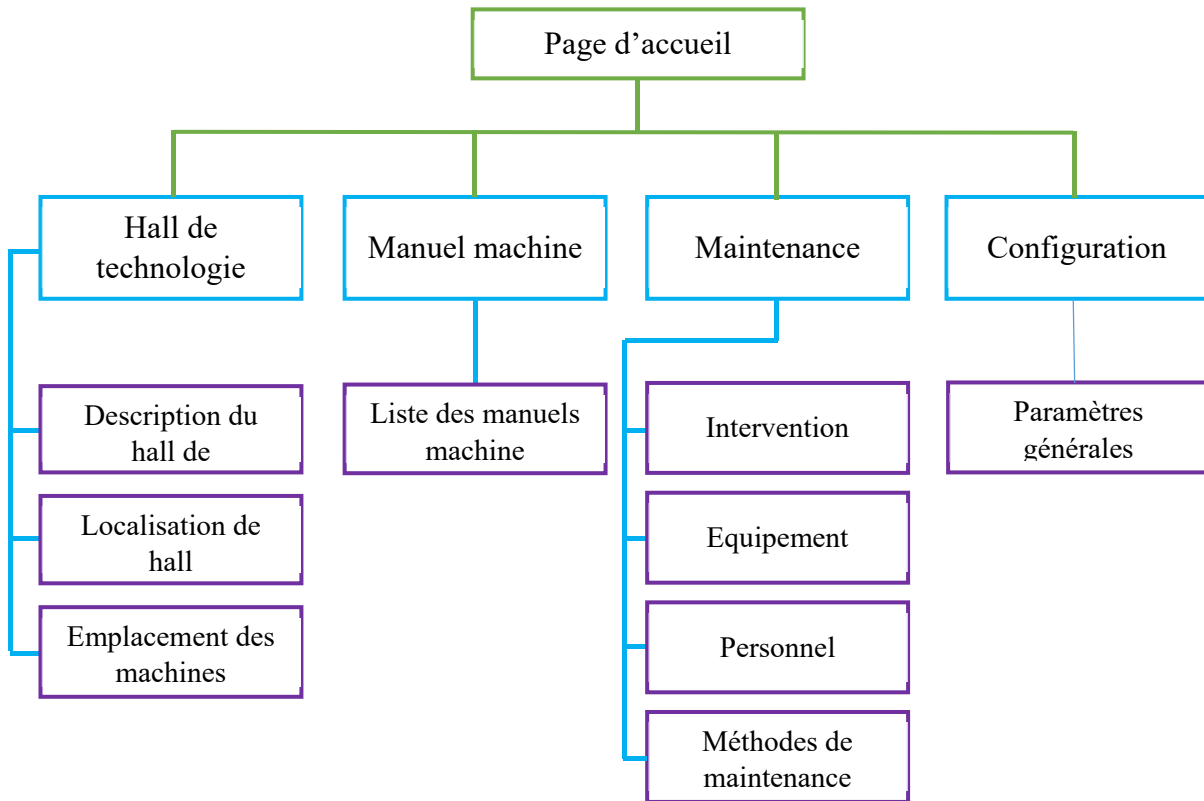 Page d’accueil
Hall de
technologie
Manuel machine
Maintenance
Configuration
Description du
hall de
Localisation de
hall
Emplacement des
machines
Liste des manuels
machine
Intervention
Equipement
Personnel
Méthodes de
maintenance
Paramètres
générales